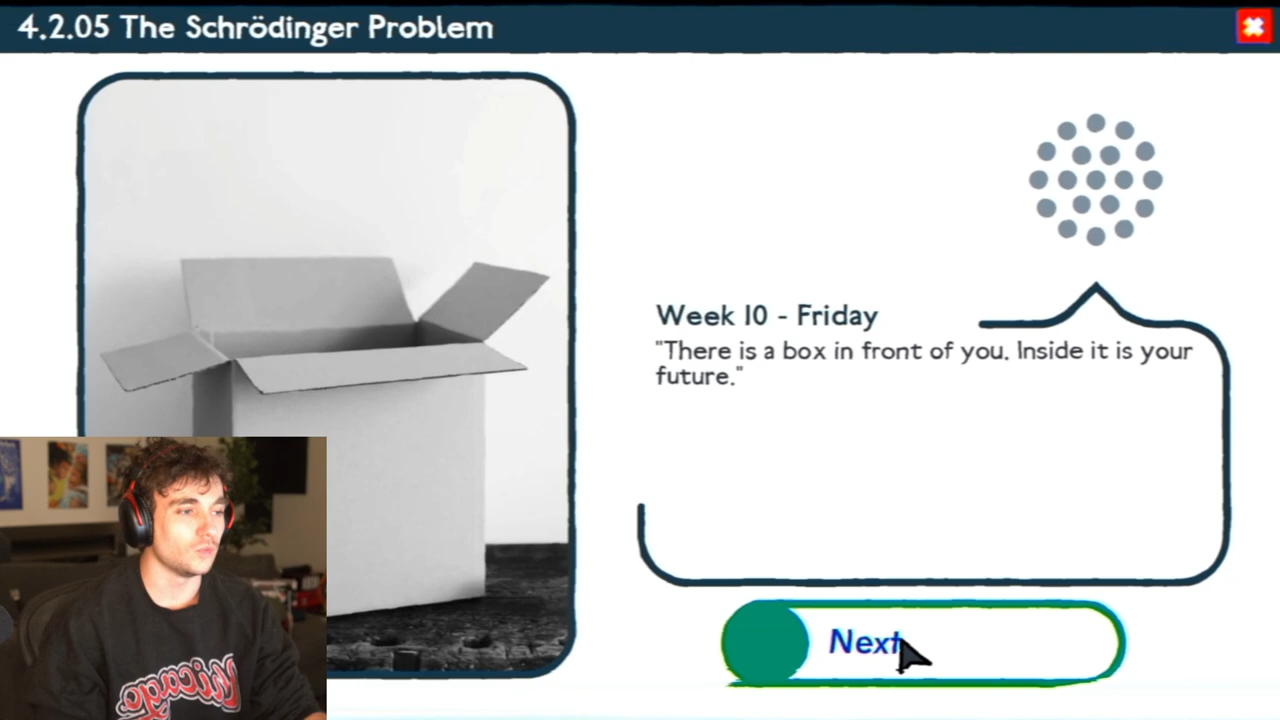 4.2.05 The Schrödinger Problem
Week 10 - Friday
"There is a box in front of you. Inside it is your
future."
Next
Chicago